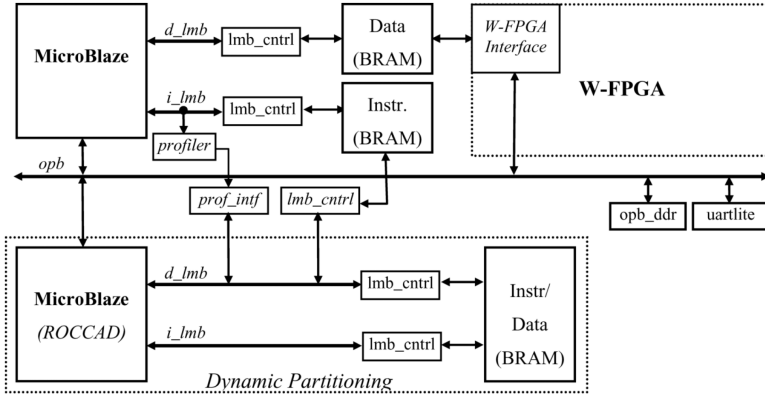 d_lmb
lmb_cntrl
Data
(BRAM)
W-FPGA
Interface
MicroBlaze
W-FPGA
i_lmb
lmb_cntrl
Instr.
(BRAM)
profiler
opb
prof_intf
lmb_cntrl
opb_ddr
uartlite
MicroBlaze
(ROCCAD)
d_lmb
lmb_cntrl
Instr/
Data
(BRAM)
i_lmb
lmb_cntrl
Dynamic Partitioning